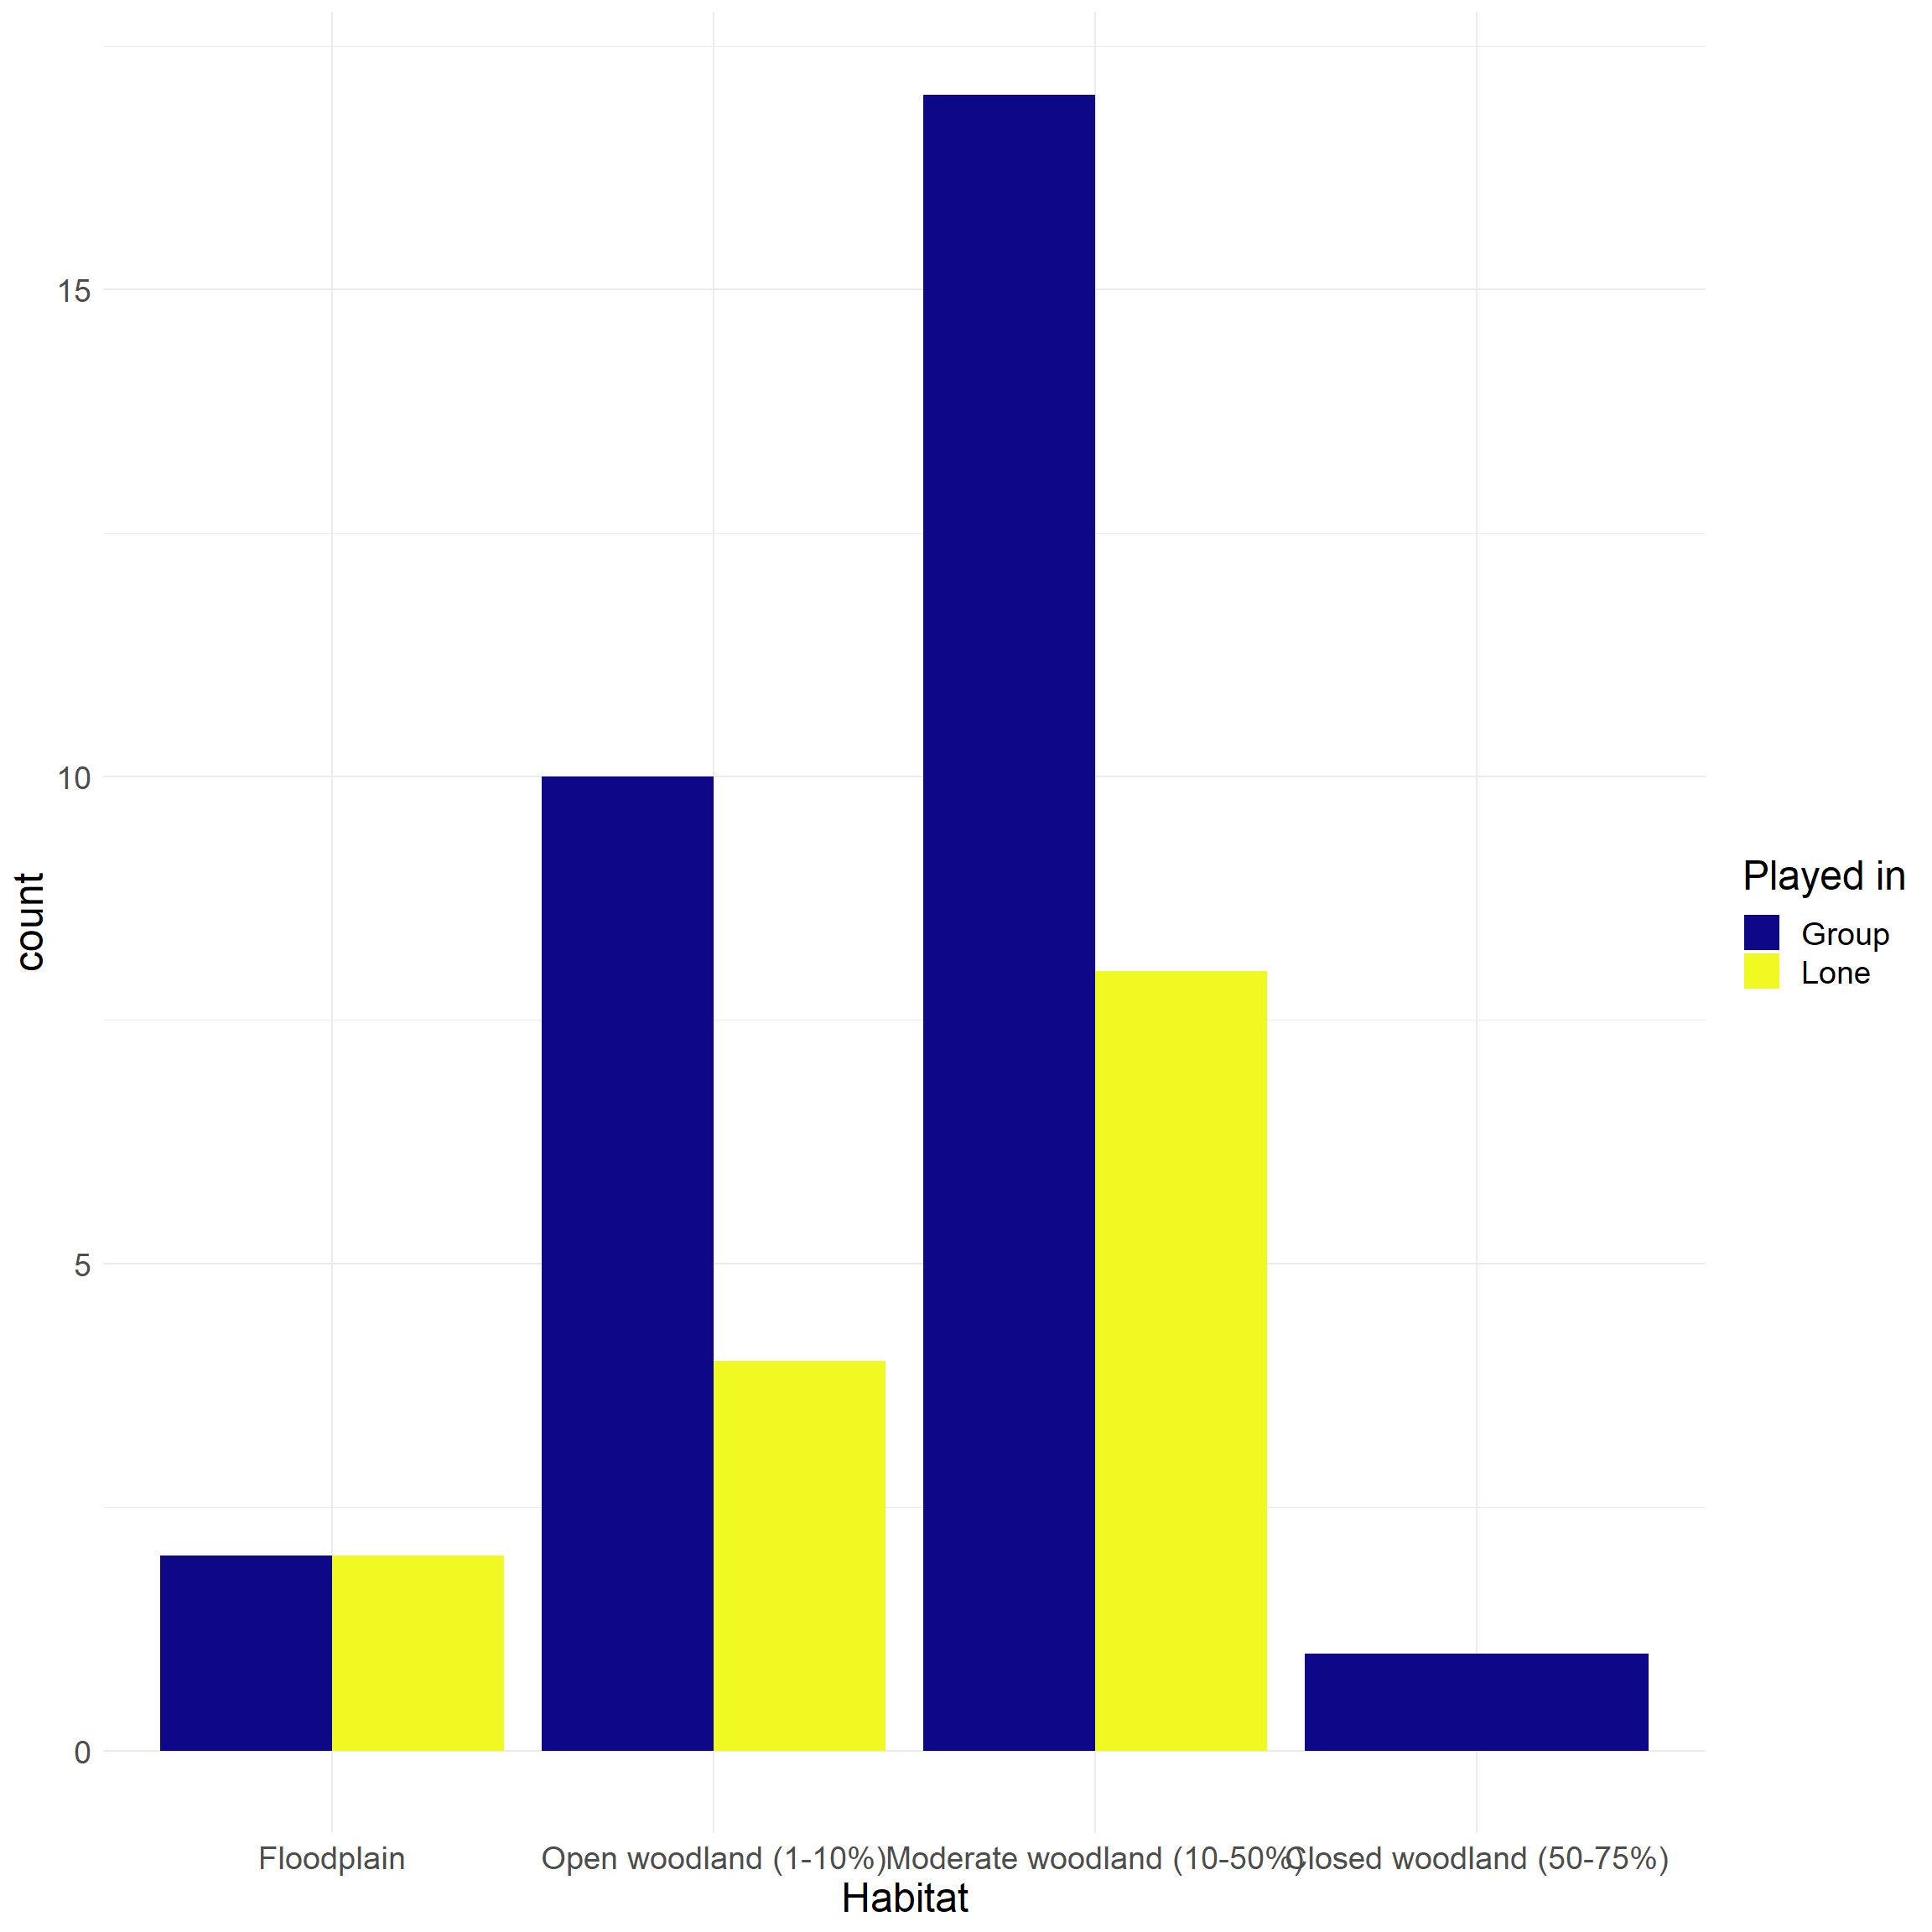 15
10
5
0
count
Floodplain
Open woodland (1-10%)
Moderate woodland (10-50%)
Closed woodland (50-75%)
Habitat
Played in
Group
Lone